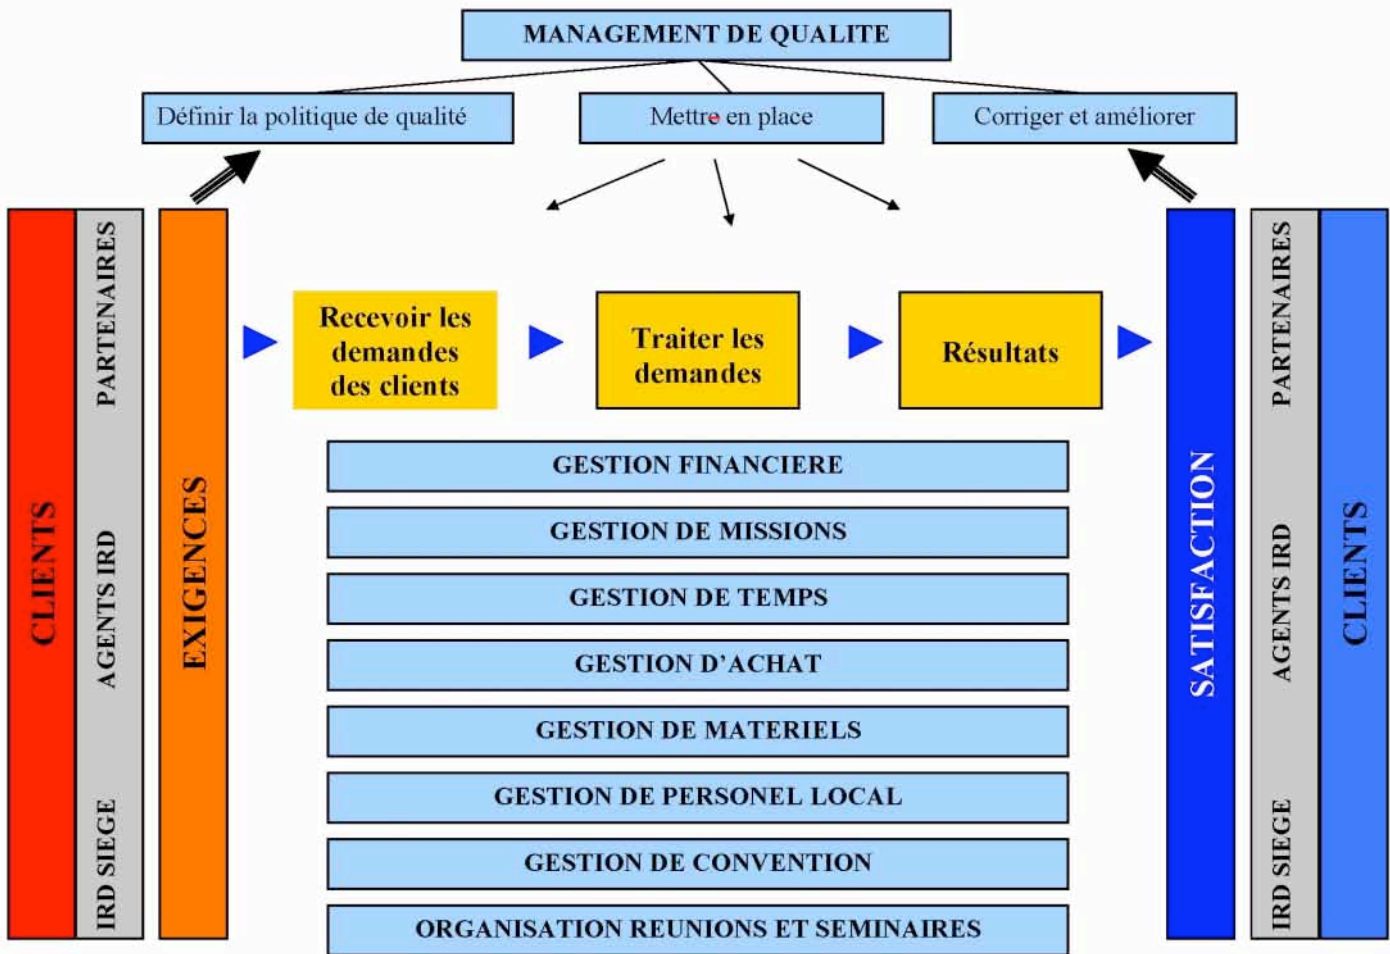 MANAGEMENT DE QUALITE
Définir la politique de qualité
Mettre en place
Corriger et améliorer
CLIENTS
PARTENAIRES
AGENTS IRD
IRD SIEGE
EXIGENCES
Recevoir les
demandes
des clients
Traiter les
demandes
Résultats
GESTION FINANCIERE
GESTION DE MISSIONS
GESTION DE TEMPS
GESTION D’ACHAT
GESTION DE MATERIELS
GESTION DE PERSONEL LOCAL
GESTION DE CONVENTION
ORGANISATION REUNIONS ET SEMINAIRES
SATISFACTION
PARTENAIRES
AGENTS IRD
IRD SIEGE
CLIENTS